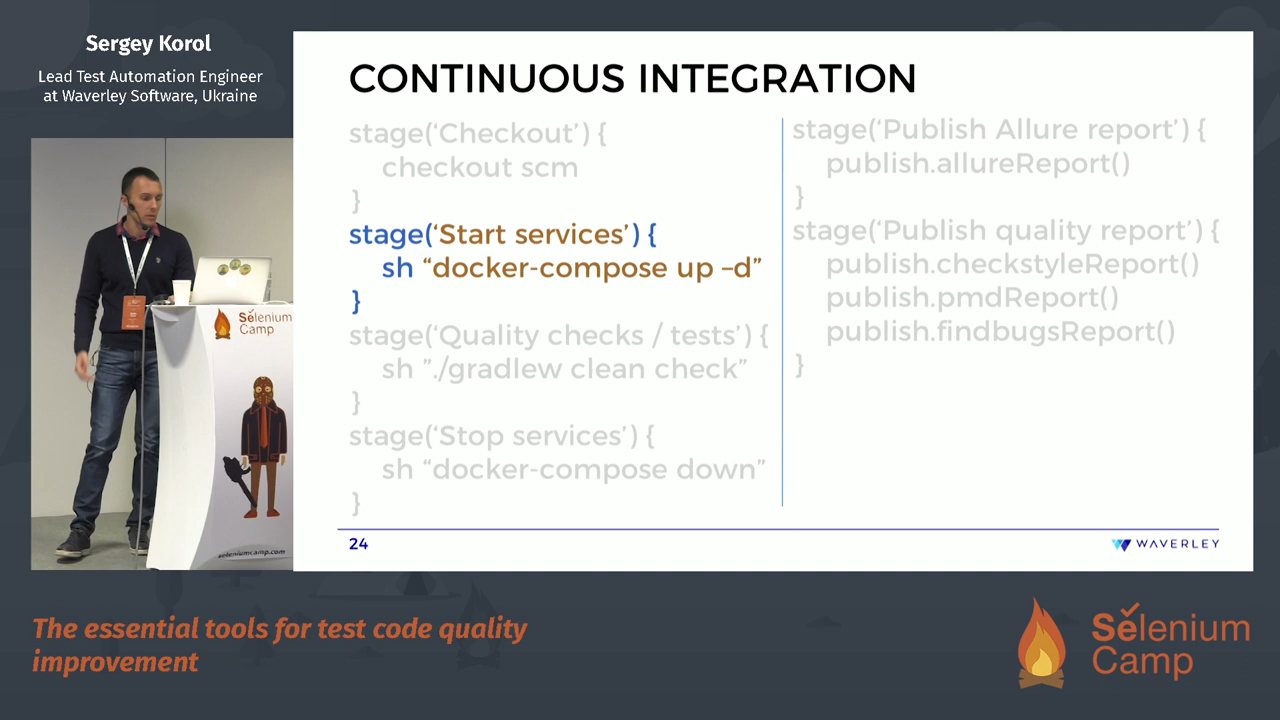 Sergey Korol
Lead Test Automation Engineer
at Waverley Software, Ukraine
CONTINUOUS INTEGRATION
stage(‘Checkout’) {
checkout scm
}
stage(‘Start services’) {
sh “docker-compose up –d”
}
stage(‘Quality checks / tests’) {
sh ”./gradlew clean check”
}
stage(‘Stop services’) {
sh “docker-compose down”
}
stage(‘Publish Allure report’) {
publish.allureReport()
}
stage(‘Publish quality report’) {
publish.checkstyleReport()
publish.pmdReport()
publish.findbugsReport()
}
24
WAVERLEY
Selenium
Camp
seleniumcamp.com
The essential tools for test code quality
improvement
Selenium
Camp